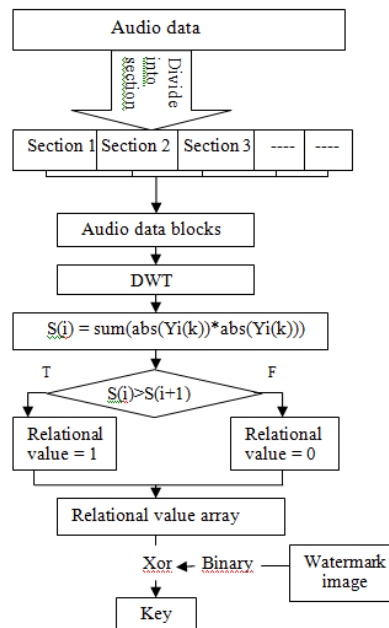 Audio data
Divide
into
section
Section 1 Section 2 Section 3 ---- ----
Audio data blocks
DWT
S(i) = sum(abs(Yi(k))*abs(Yi(k)))
T
F
S(i)>S(i+1)
Relational
value = 1
Relational
value = 0
Relational value array
Xor
Binary
Watermark
image
Key